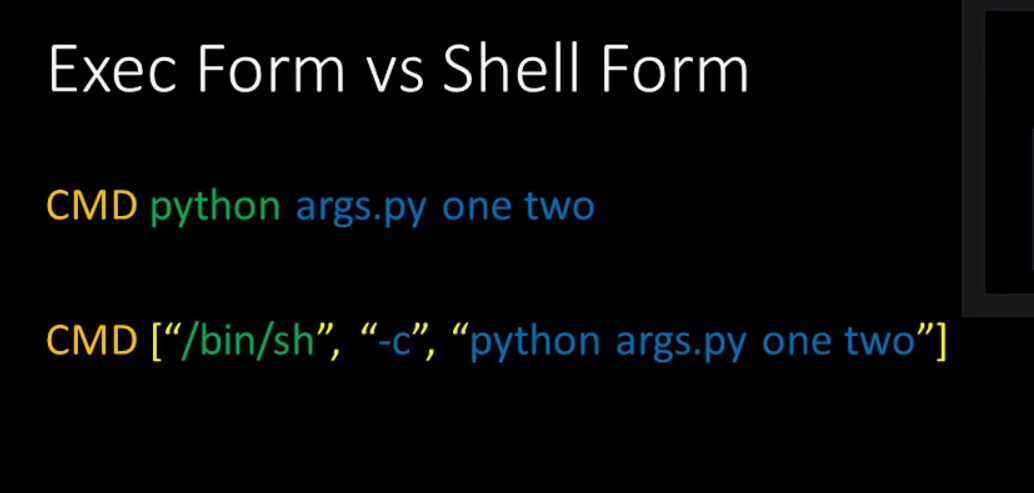 Exec Form vs Shell Form
CMD python args.py one two
CMD [“/bin/sh”, “-c”, “python args.py one two”]